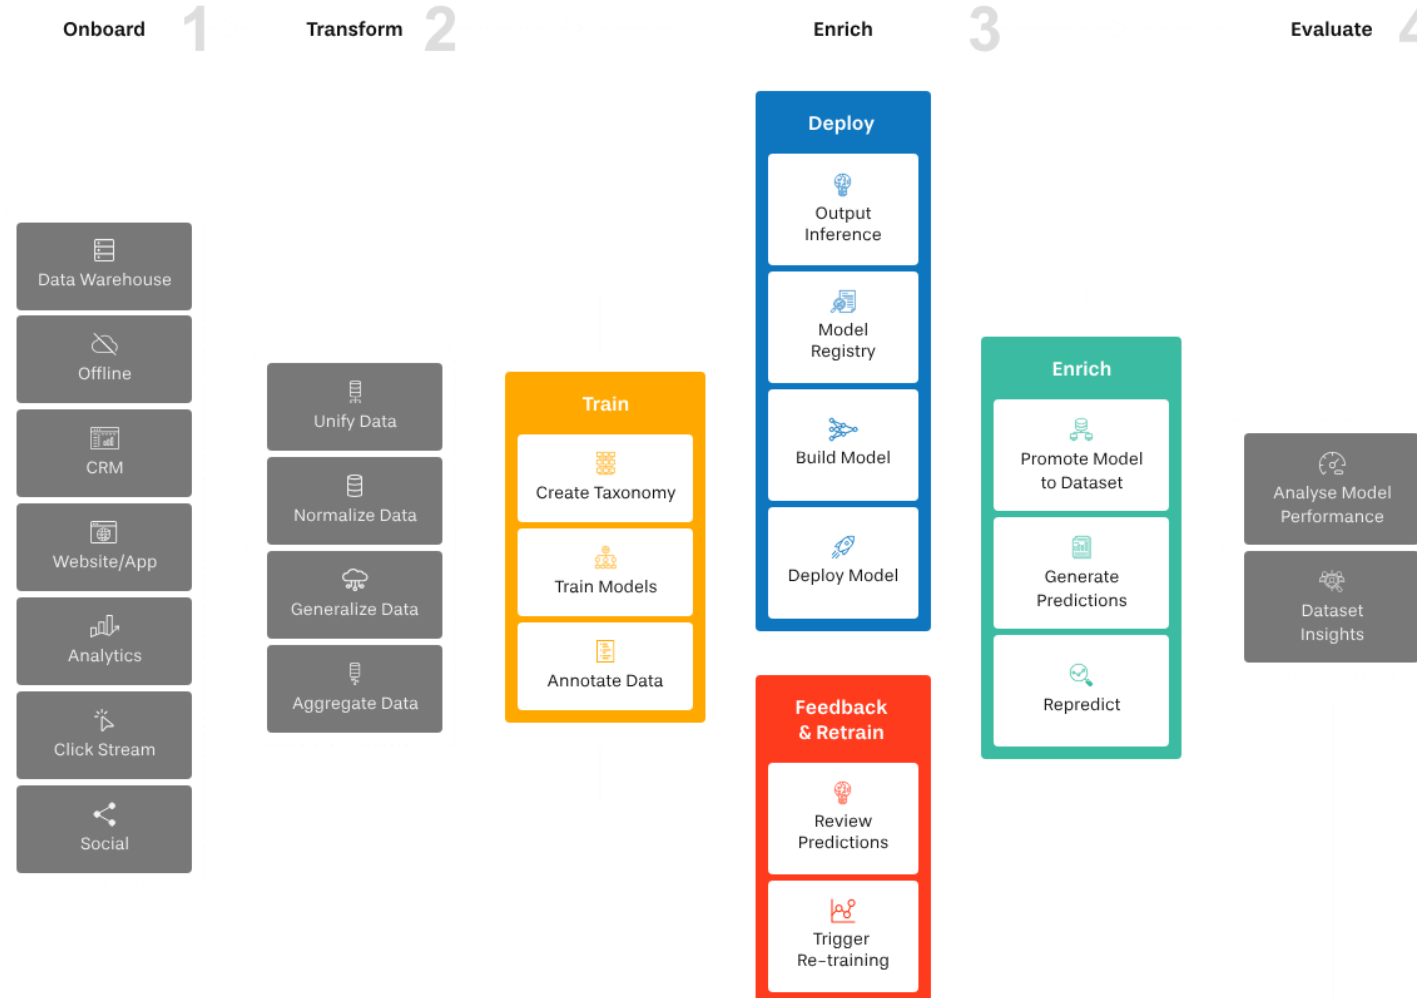 Onboard 1
Transform 2
Enrich 3
Evaluate 4
Data Warehouse
Offline
CRM
Website/App
Analytics
Click Stream
Social
Unify Data
Normalize Data
Generalize Data
Aggregate Data
Train
Create Taxonomy
Train Models
Annotate Data
Deploy
Output
Inference
Model
Registry
Build Model
Deploy Model
Feedback
& Retrain
Review
Predictions
Trigger
Re-training
Enrich
Promote Model
to Dataset
Generate
Predictions
Repredict
Analyse Model
Performance
Dataset
Insights